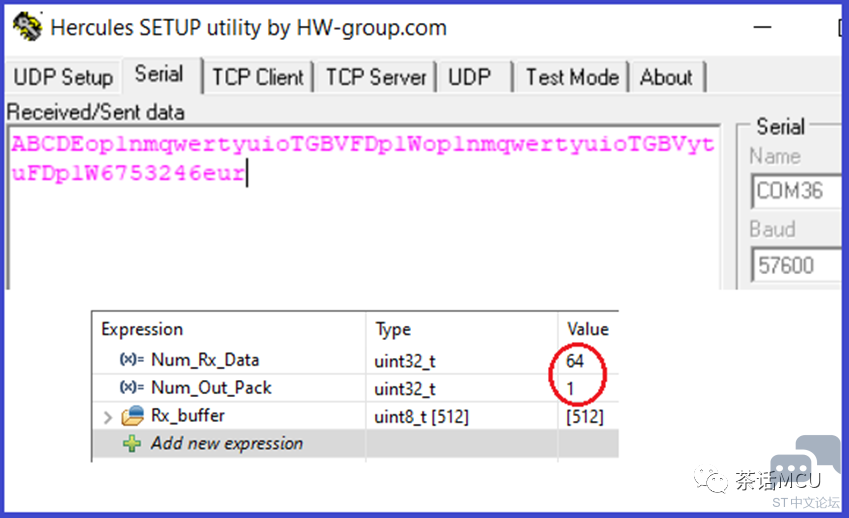 Hercules SETUP utility by HW-group.com
UDP Setup Serial TCP Client TCP Server UDP Test Mode About
Received/Sent data
ABCDEoplnmqwertyuioTGBVFDplWoplnmqwertyuioTGBVyt
uFDplW6753246eur
Serial
Name
COM36
Baud
57600
Expression Type Value
(x)= Num_Rx_Data uint32_t 64
(x)= Num_Out_Pack uint32_t 1
Rx_buffer uint8_t [512] [512]
Add new expression
茶话MCU
ST中文论坛